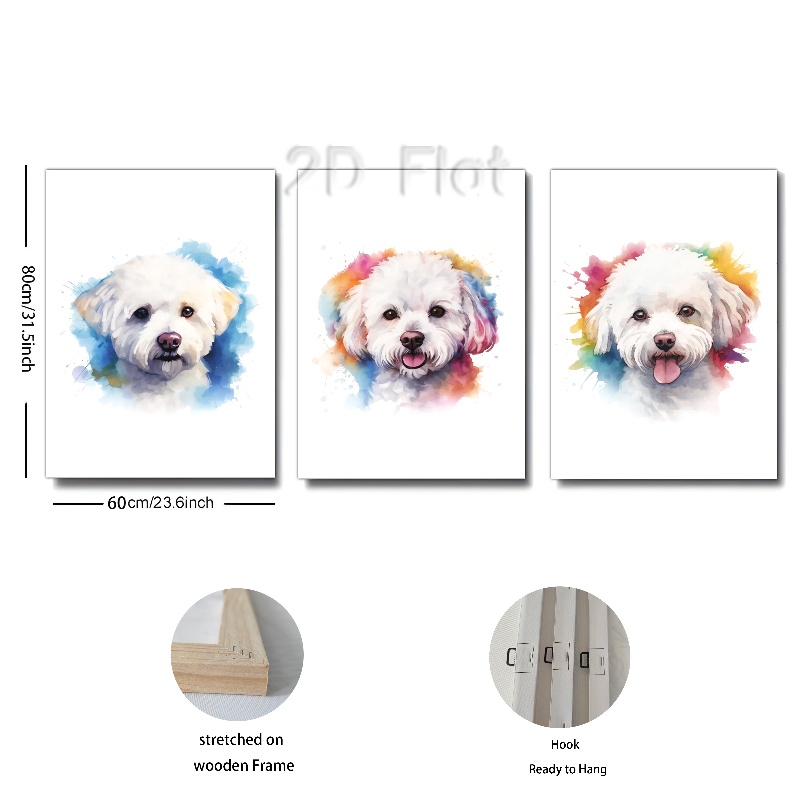 2D Flat
80cm/31.5inch
60cm/23.6inch
stretched on
wooden Frame
Hook
Ready to Hang